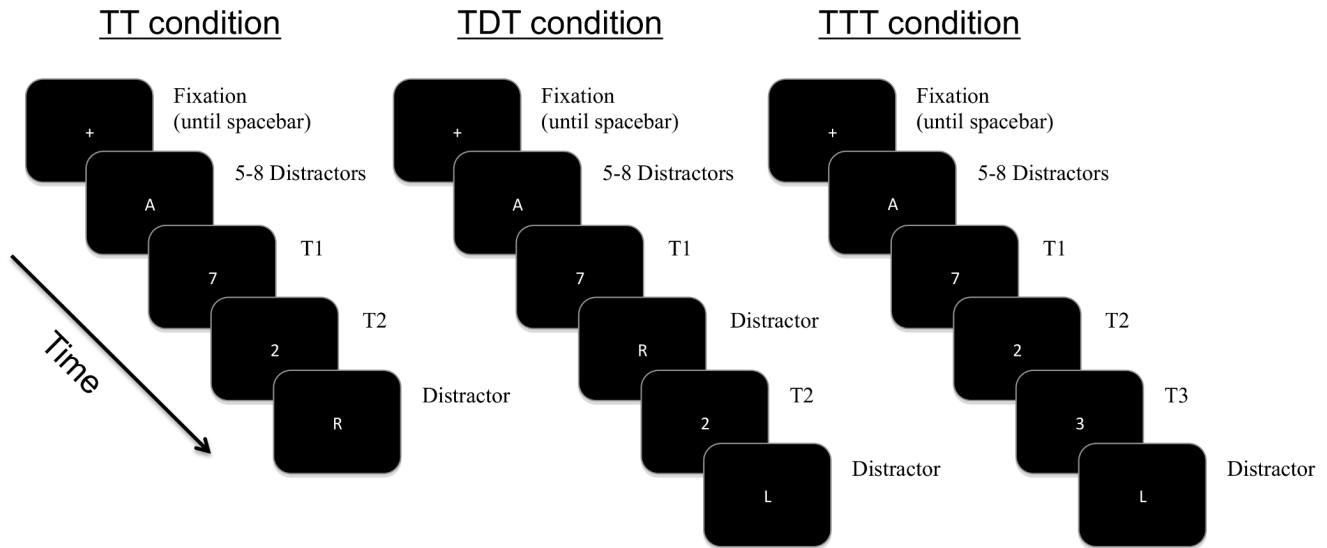 TT condition
TDT condition
TTT condition
+
Fixation
(until spacebar)
A
5-8 Distractors
7
T1
2
T2
R
Distractor
Time
+
Fixation
(until spacebar)
A
5-8 Distractors
7
T1
R
Distractor
2
T2
L
Distractor
+
Fixation
(until spacebar)
A
5-8 Distractors
7
T1
2
T2
3
T3
L
Distractor